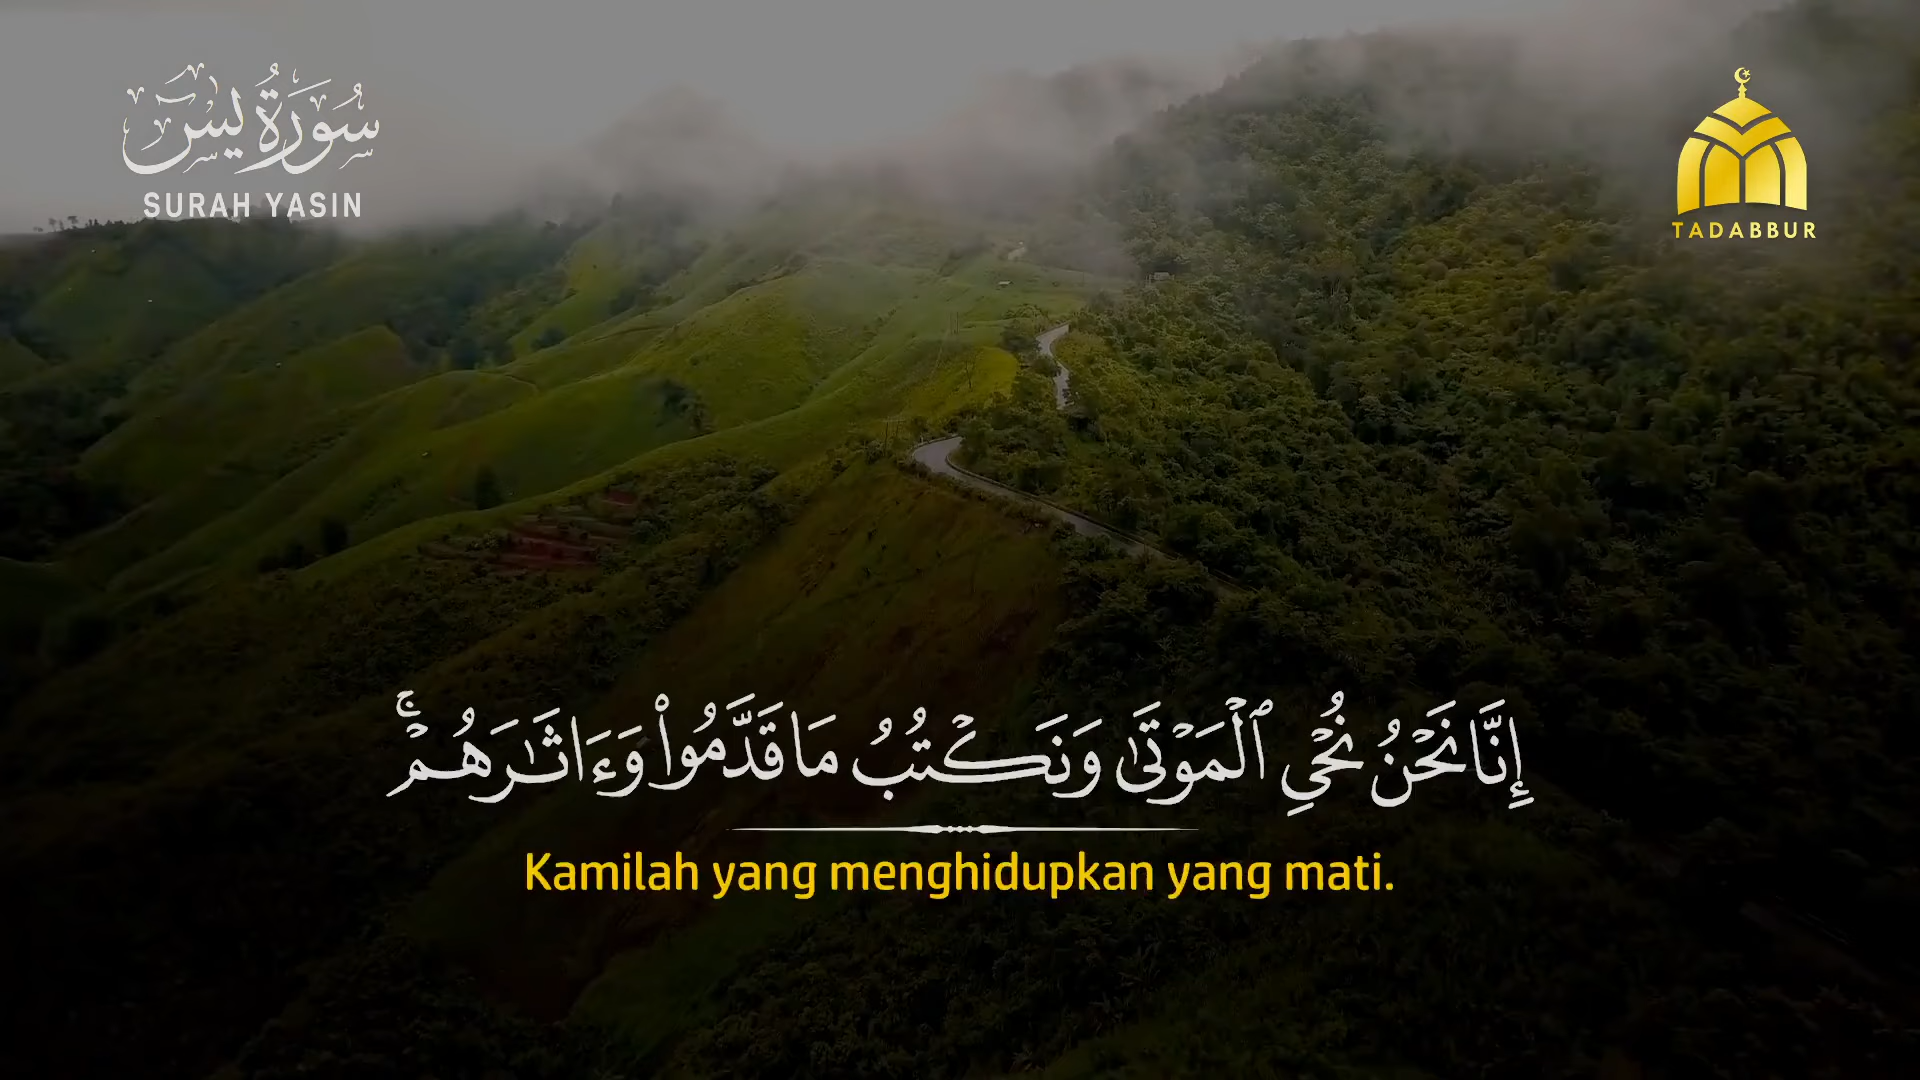 سُورَةُ يسٓ
SURAH YASIN
TADABBUR
إِنَّا نَحْنُ نُحْىِ ٱلْمَوْتَىٰ وَنَكْتُبُ مَا قَدَّمُوا۟ وَءَاثَـٰرَهُمْ ۚ
Kamilah yang menghidupkan yang mati.